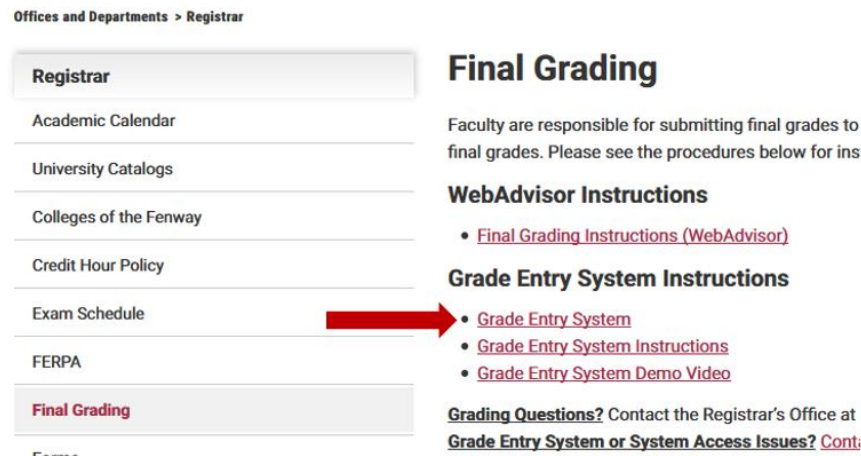 Offices and Departments > Registrar
Registrar
Academic Calendar
University Catalogs
Colleges of the Fenway
Credit Hour Policy
Exam Schedule
FERPA
Final Grading
Final Grading
Faculty are responsible for submitting final grades to
final grades. Please see the procedures below for
WebAdvisor Instructions
• Final Grading Instructions (WebAdvisor)
Grade Entry System Instructions
• Grade Entry System
• Grade Entry System Instructions
• Grade Entry System Demo Video
Grading Questions? Contact the Registrar's Office at
Grade Entry System or System Access Issues?